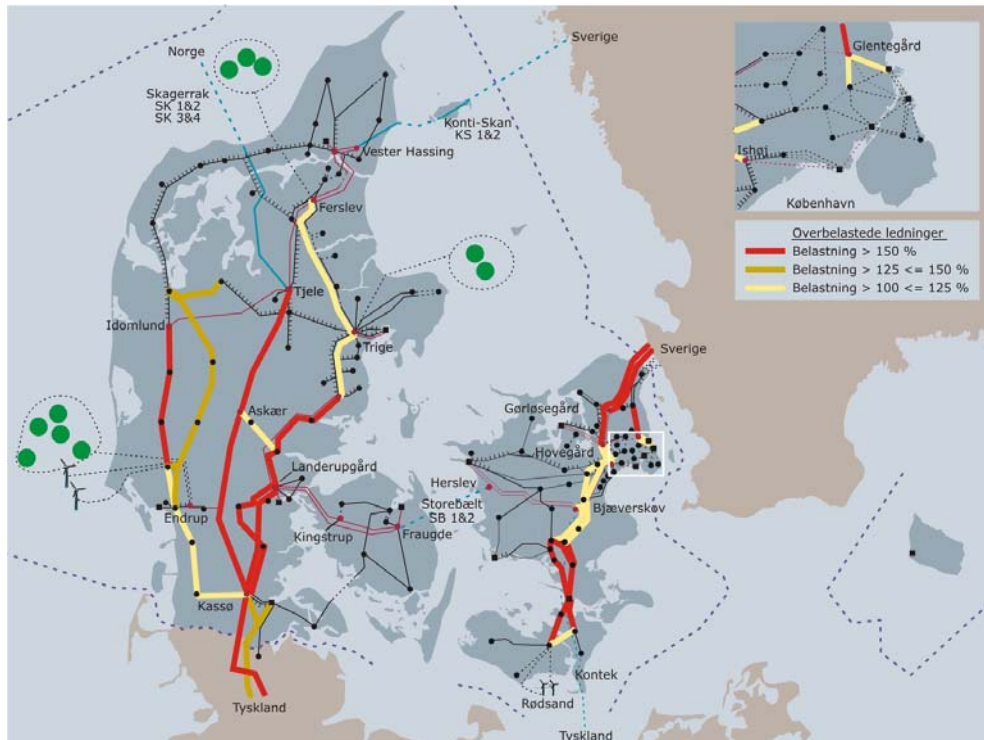 Norge
Sverige
Skagerrak
SK 1&2
SK 3&4
Konti-Skan
KS 1&2
Vester Hassing
Ferslev
Tjele
Idomlund
Trige
Askær
Landerupgård
Endrup
Kingstrup
Fraugde
Kassø
Tyskland
Sverige
Gørløsegård
Hovegård
Herslev
Storebælt
SB 1&2
Bjæverskov
Kontek
Rødsand
Tyskland
Glentegård
Ishøj
København
Overbelastede ledninger
Belastning > 150 %
Belastning > 125 <= 150 %
Belastning > 100 <= 125 %